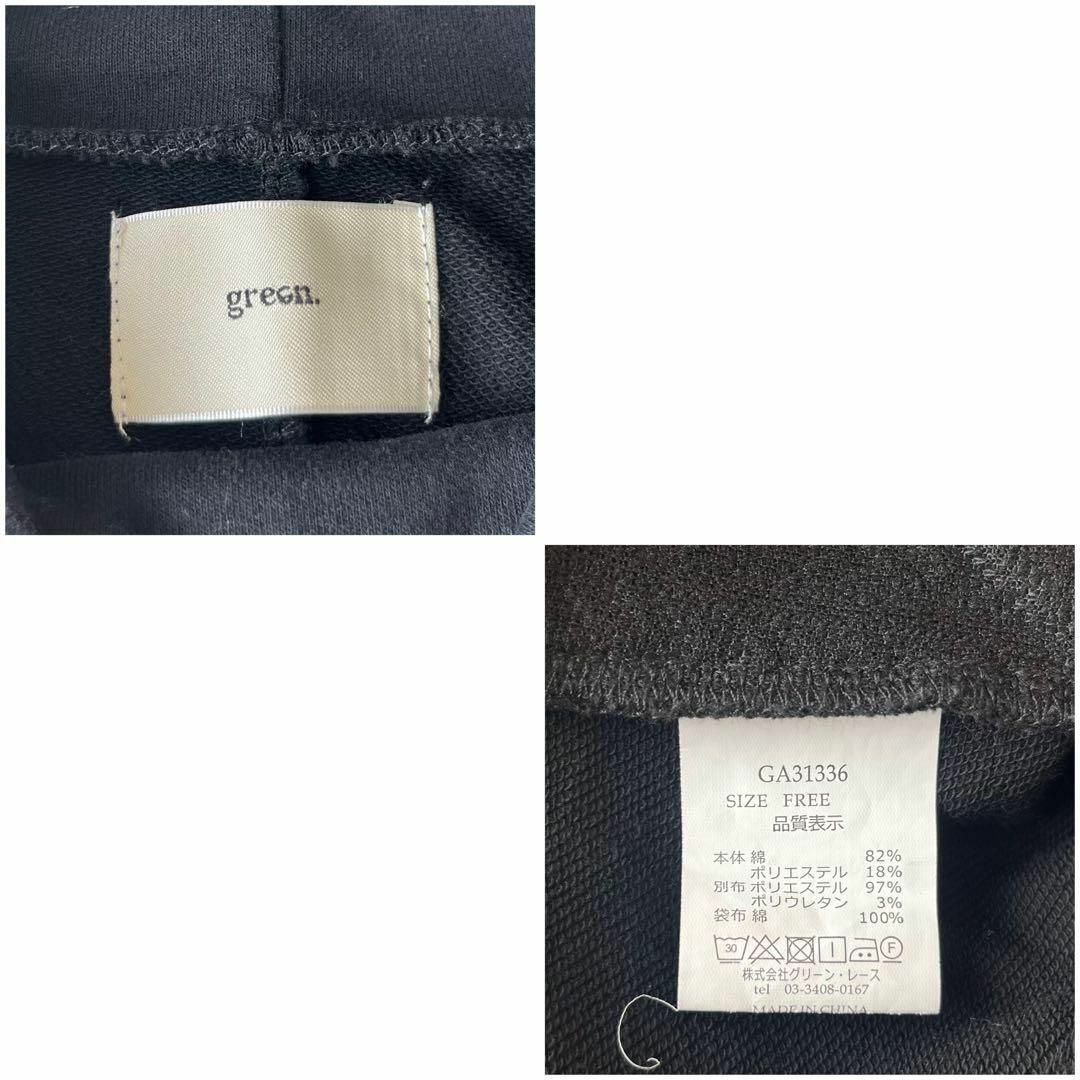 green.
GA31336
SIZE FREE
品質表示
本体 綿 82%
ポリエステル 18%
別布 ポリエステル 97%
ポリウレタン 3%
袋布 綿 100%
30 F
株式会社グリーン・レース
tel 03-3408-0167
MADE IN CHINA